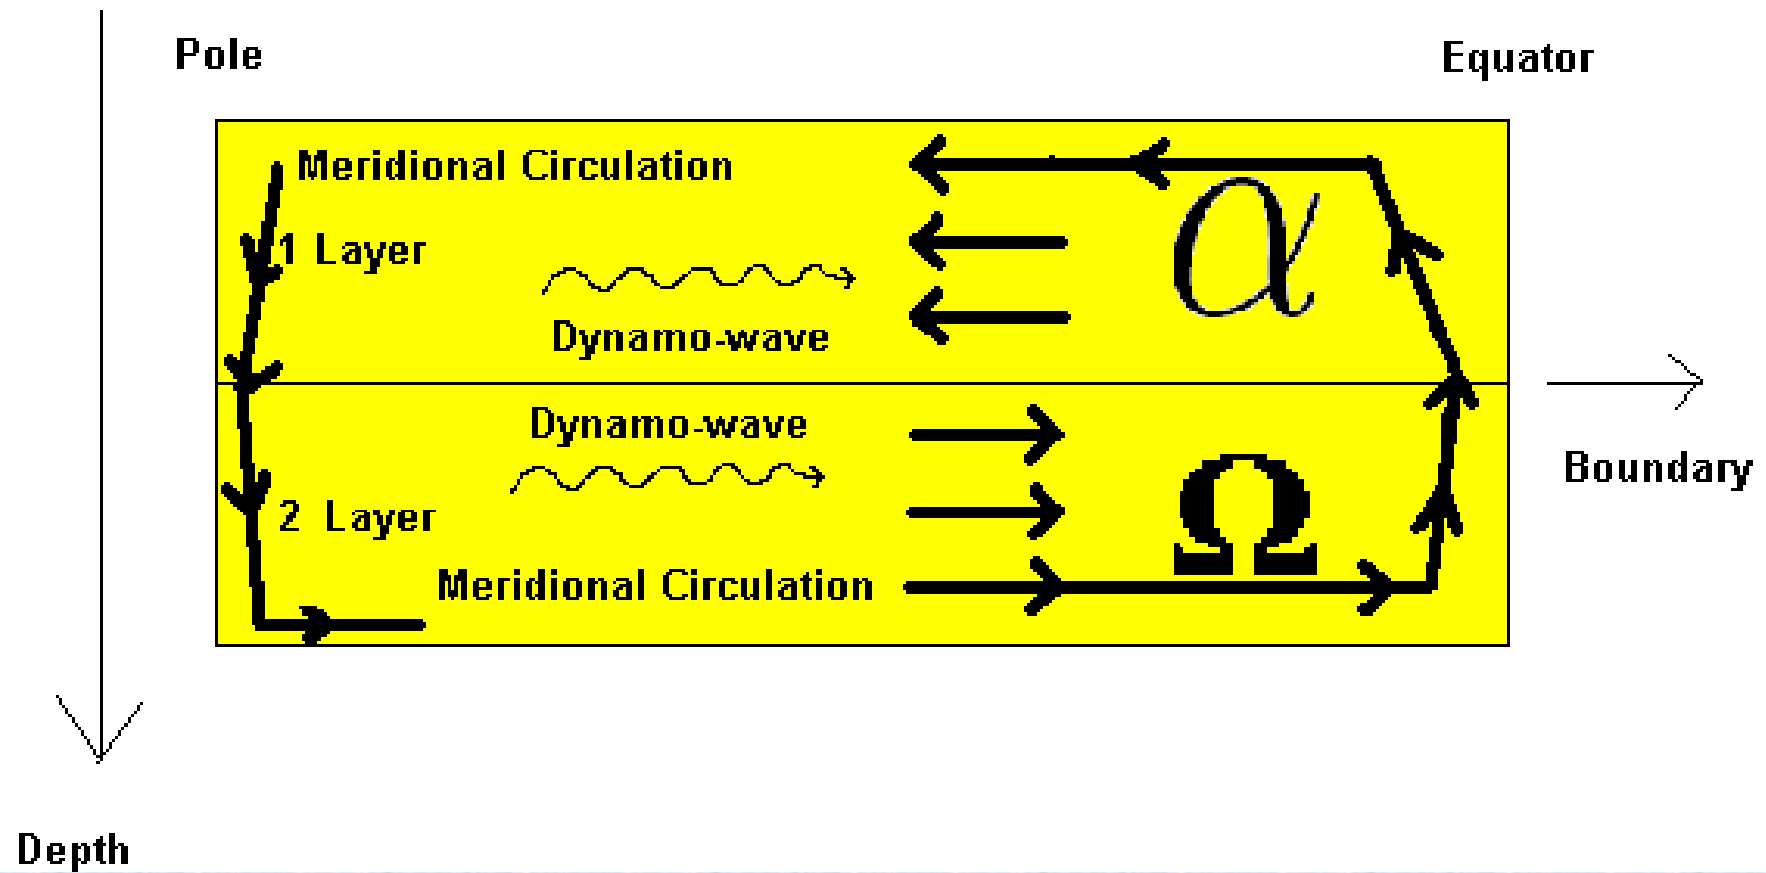 Pole
Equator
Meridional Circulation
α
1 Layer
Dynamo-wave
Dynamo-wave
Boundary
Ω
2 Layer
Meridional Circulation
Depth